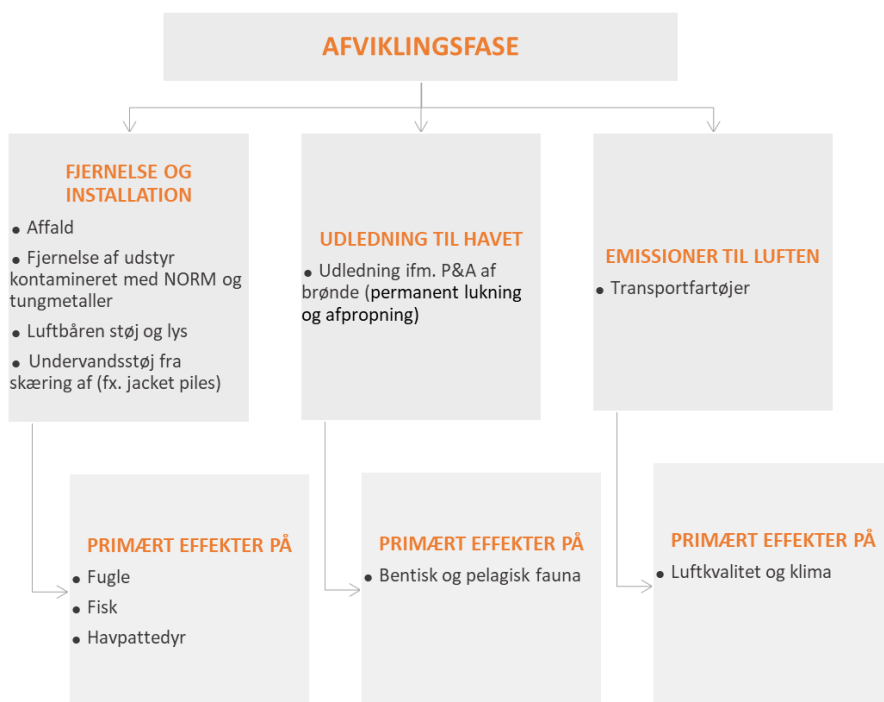 AFVIKLINGSFASE
FJERNELSE OG
INSTALLATION
● Affald
● Fjernelse af udstyr
kontamineret med NORM og
tungmetaller
● Luftbåren støj og lys
● Undervandsstøj fra
skæring af (fx. jacket piles)
UDLEDNING TIL HAVET
● Udledning ifm. P&A af
brønde (permanent lukning
og afpropning)
EMISSIONER TIL LUFTEN
● Transportfartøjer
PRIMÆRT EFFEKTER PÅ
● Fugle
● Fisk
● Havpattedyr
PRIMÆRT EFFEKTER PÅ
● Bentisk og pelagisk fauna
PRIMÆRT EFFEKTER PÅ
● Luftkvalitet og klima